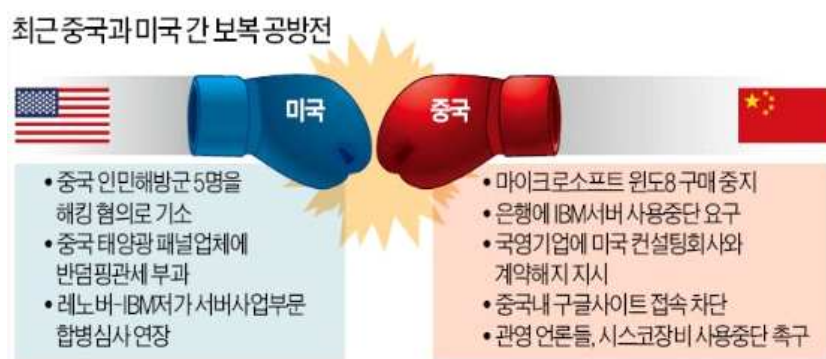 최근 중국과 미국 간 보복 공방전
미국
중국
• 중국 인민해방군 5명을
해킹 혐의로 기소
• 중국 태양광 패널업체에
반덤핑관세 부과
• 레노버-IBM저가 서버사업부문
합병심사 연장
• 마이크로소프트 윈도8 구매 중지
• 은행에 IBM서버 사용중단 요구
• 국영기업에 미국 컨설팅회사와
계약해지 지시
• 중국내 구글사이트 접속 차단
• 관영 언론들, 시스코장비 사용중단 촉구